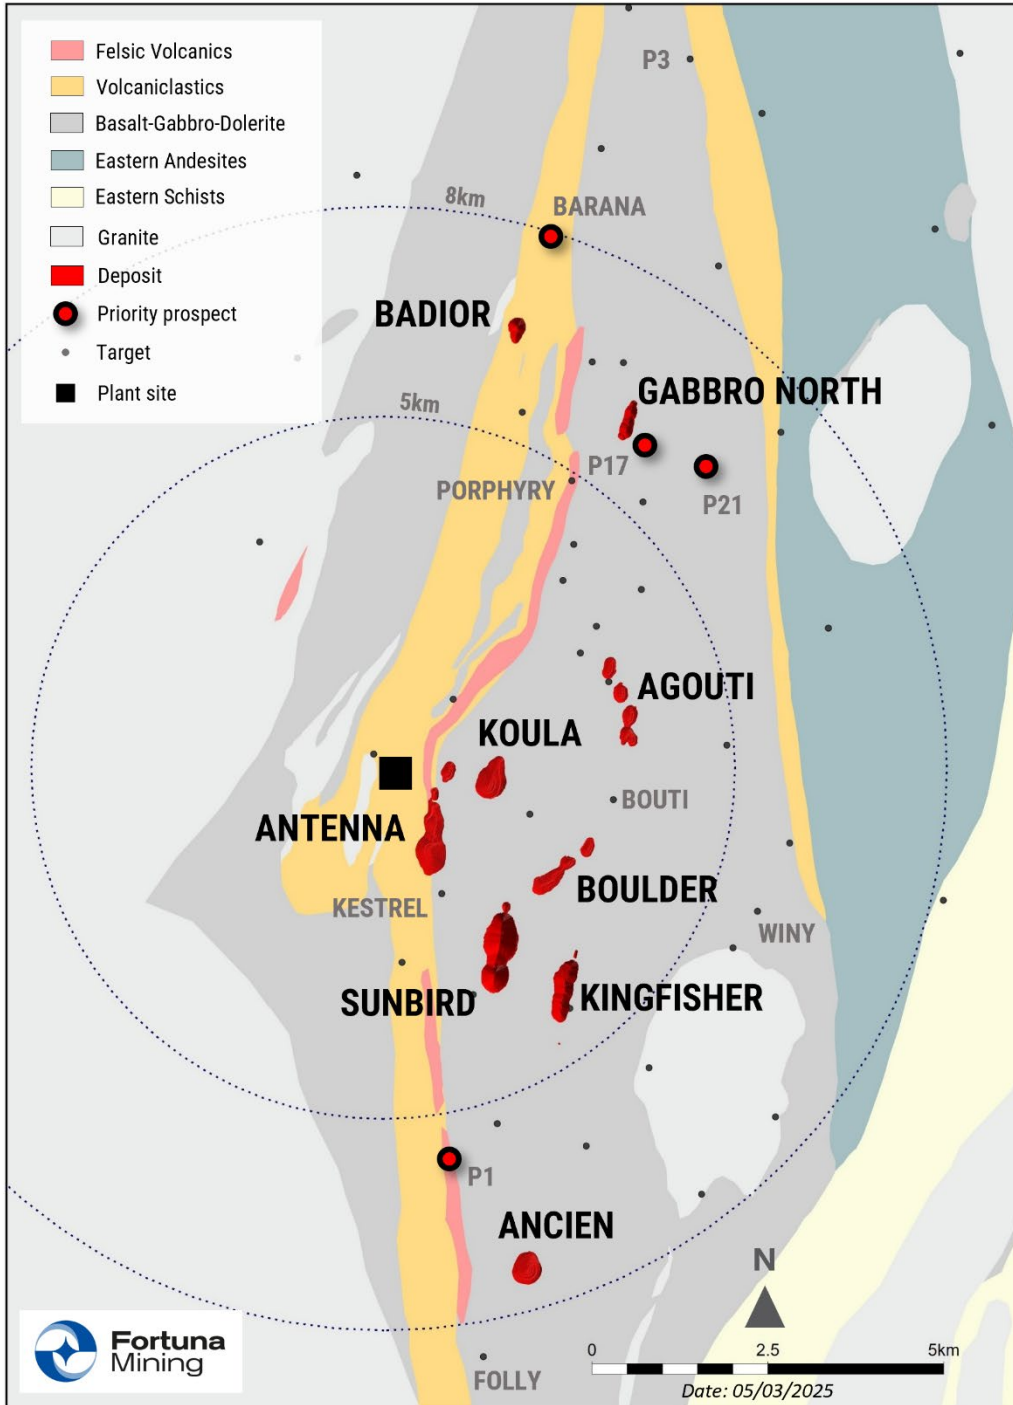 Felsic Volcanics
Volcaniclastics
Basalt-Gabbro-Dolerite
Eastern Andesites
Eastern Schists
Granite
Deposit
Priority prospect
Target
Plant site
P3
8km
BARANA
BADIOR
5km
GABBRO NORTH
P17
PORPHYRY
P21
AGOUTI
KOULA
BOUTI
ANTENNA
BOULDER
KESTREL
WINY
SUNBIRD
KINGFISHER
P1
ANCIEN
N
Fortuna
Mining
FOLLY
0 2.5 5km
Date: 05/03/2025